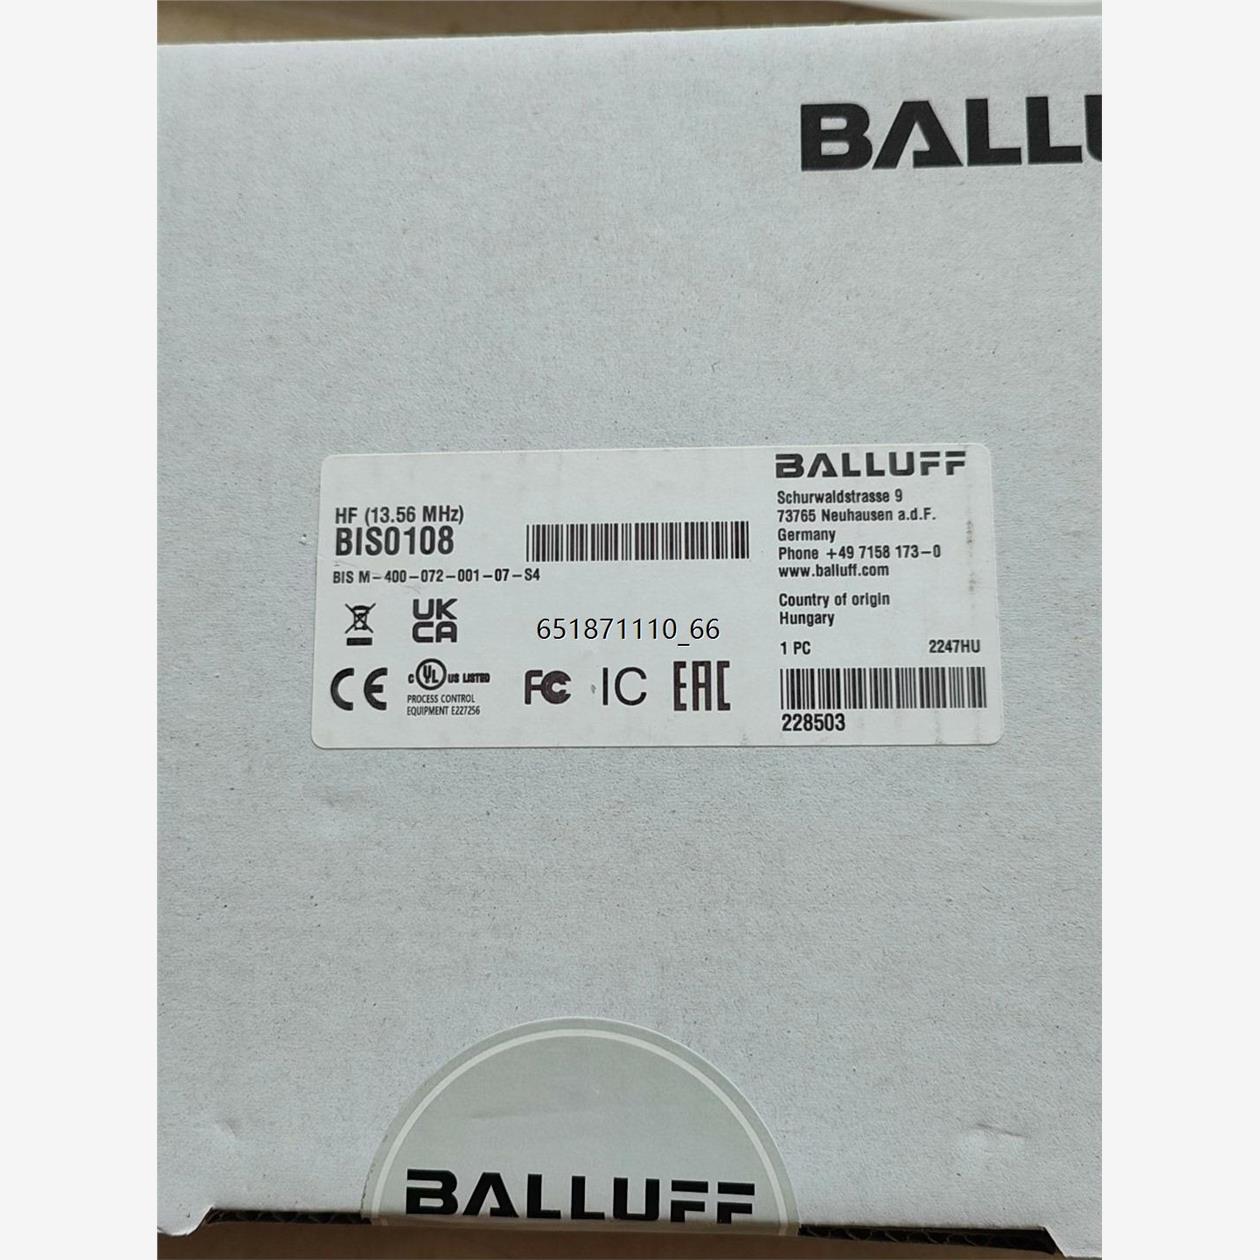 BALLU
BALLUFF
Schurwaldstrasse 9
73765 Neuhausen a.d.F.
Germany
Phone +49 7158 173-0
www.balluff.com
Country of origin
Hungary
1 PC 2247HU
228503
HF (13.56 MHz)
BIS0108
BIS M-400-072-001-07-S4
UK
CA
651871110_66
CE
c UL US LISTED
PROCESS CONTROL
EQUIPMENT E227256
FC
IC
EAC
BALLUFF